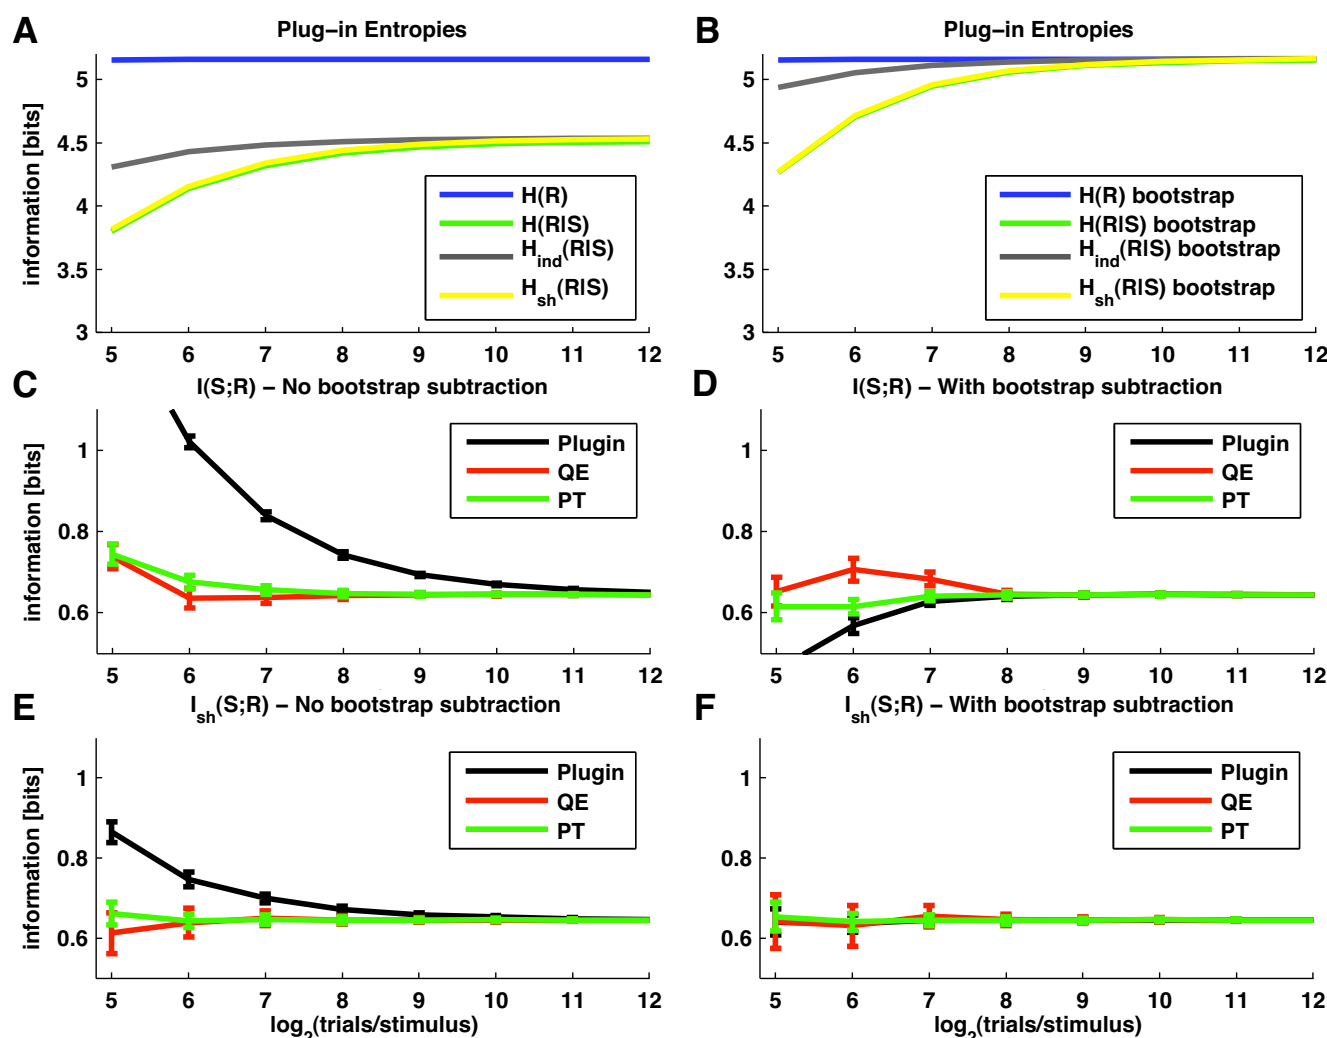 A
Plug–in Entropies
B
Plug–in Entropies
information [bits]
5
4.5
4
3.5
3
H(R)
H(R|S)
H_ind(R|S)
H_sh(R|S)
5 6 7 8 9 10 11 12
5
4.5
4
3.5
3
H(R) bootstrap
H(R|S) bootstrap
H_ind(R|S) bootstrap
H_sh(R|S) bootstrap
5 6 7 8 9 10 11 12
C
I(S;R) – No bootstrap subtraction
D
I(S;R) – With bootstrap subtraction
information [bits]
1
0.8
0.6
Plugin
QE
PT
5 6 7 8 9 10 11 12
1
0.8
0.6
Plugin
QE
PT
5 6 7 8 9 10 11 12
E
I_sh(S;R) – No bootstrap subtraction
F
I_sh(S;R) – With bootstrap subtraction
information [bits]
1
0.8
0.6
Plugin
QE
PT
5 6 7 8 9 10 11 12
log_2(trials/stimulus)
1
0.8
0.6
Plugin
QE
PT
5 6 7 8 9 10 11 12
log_2(trials/stimulus)